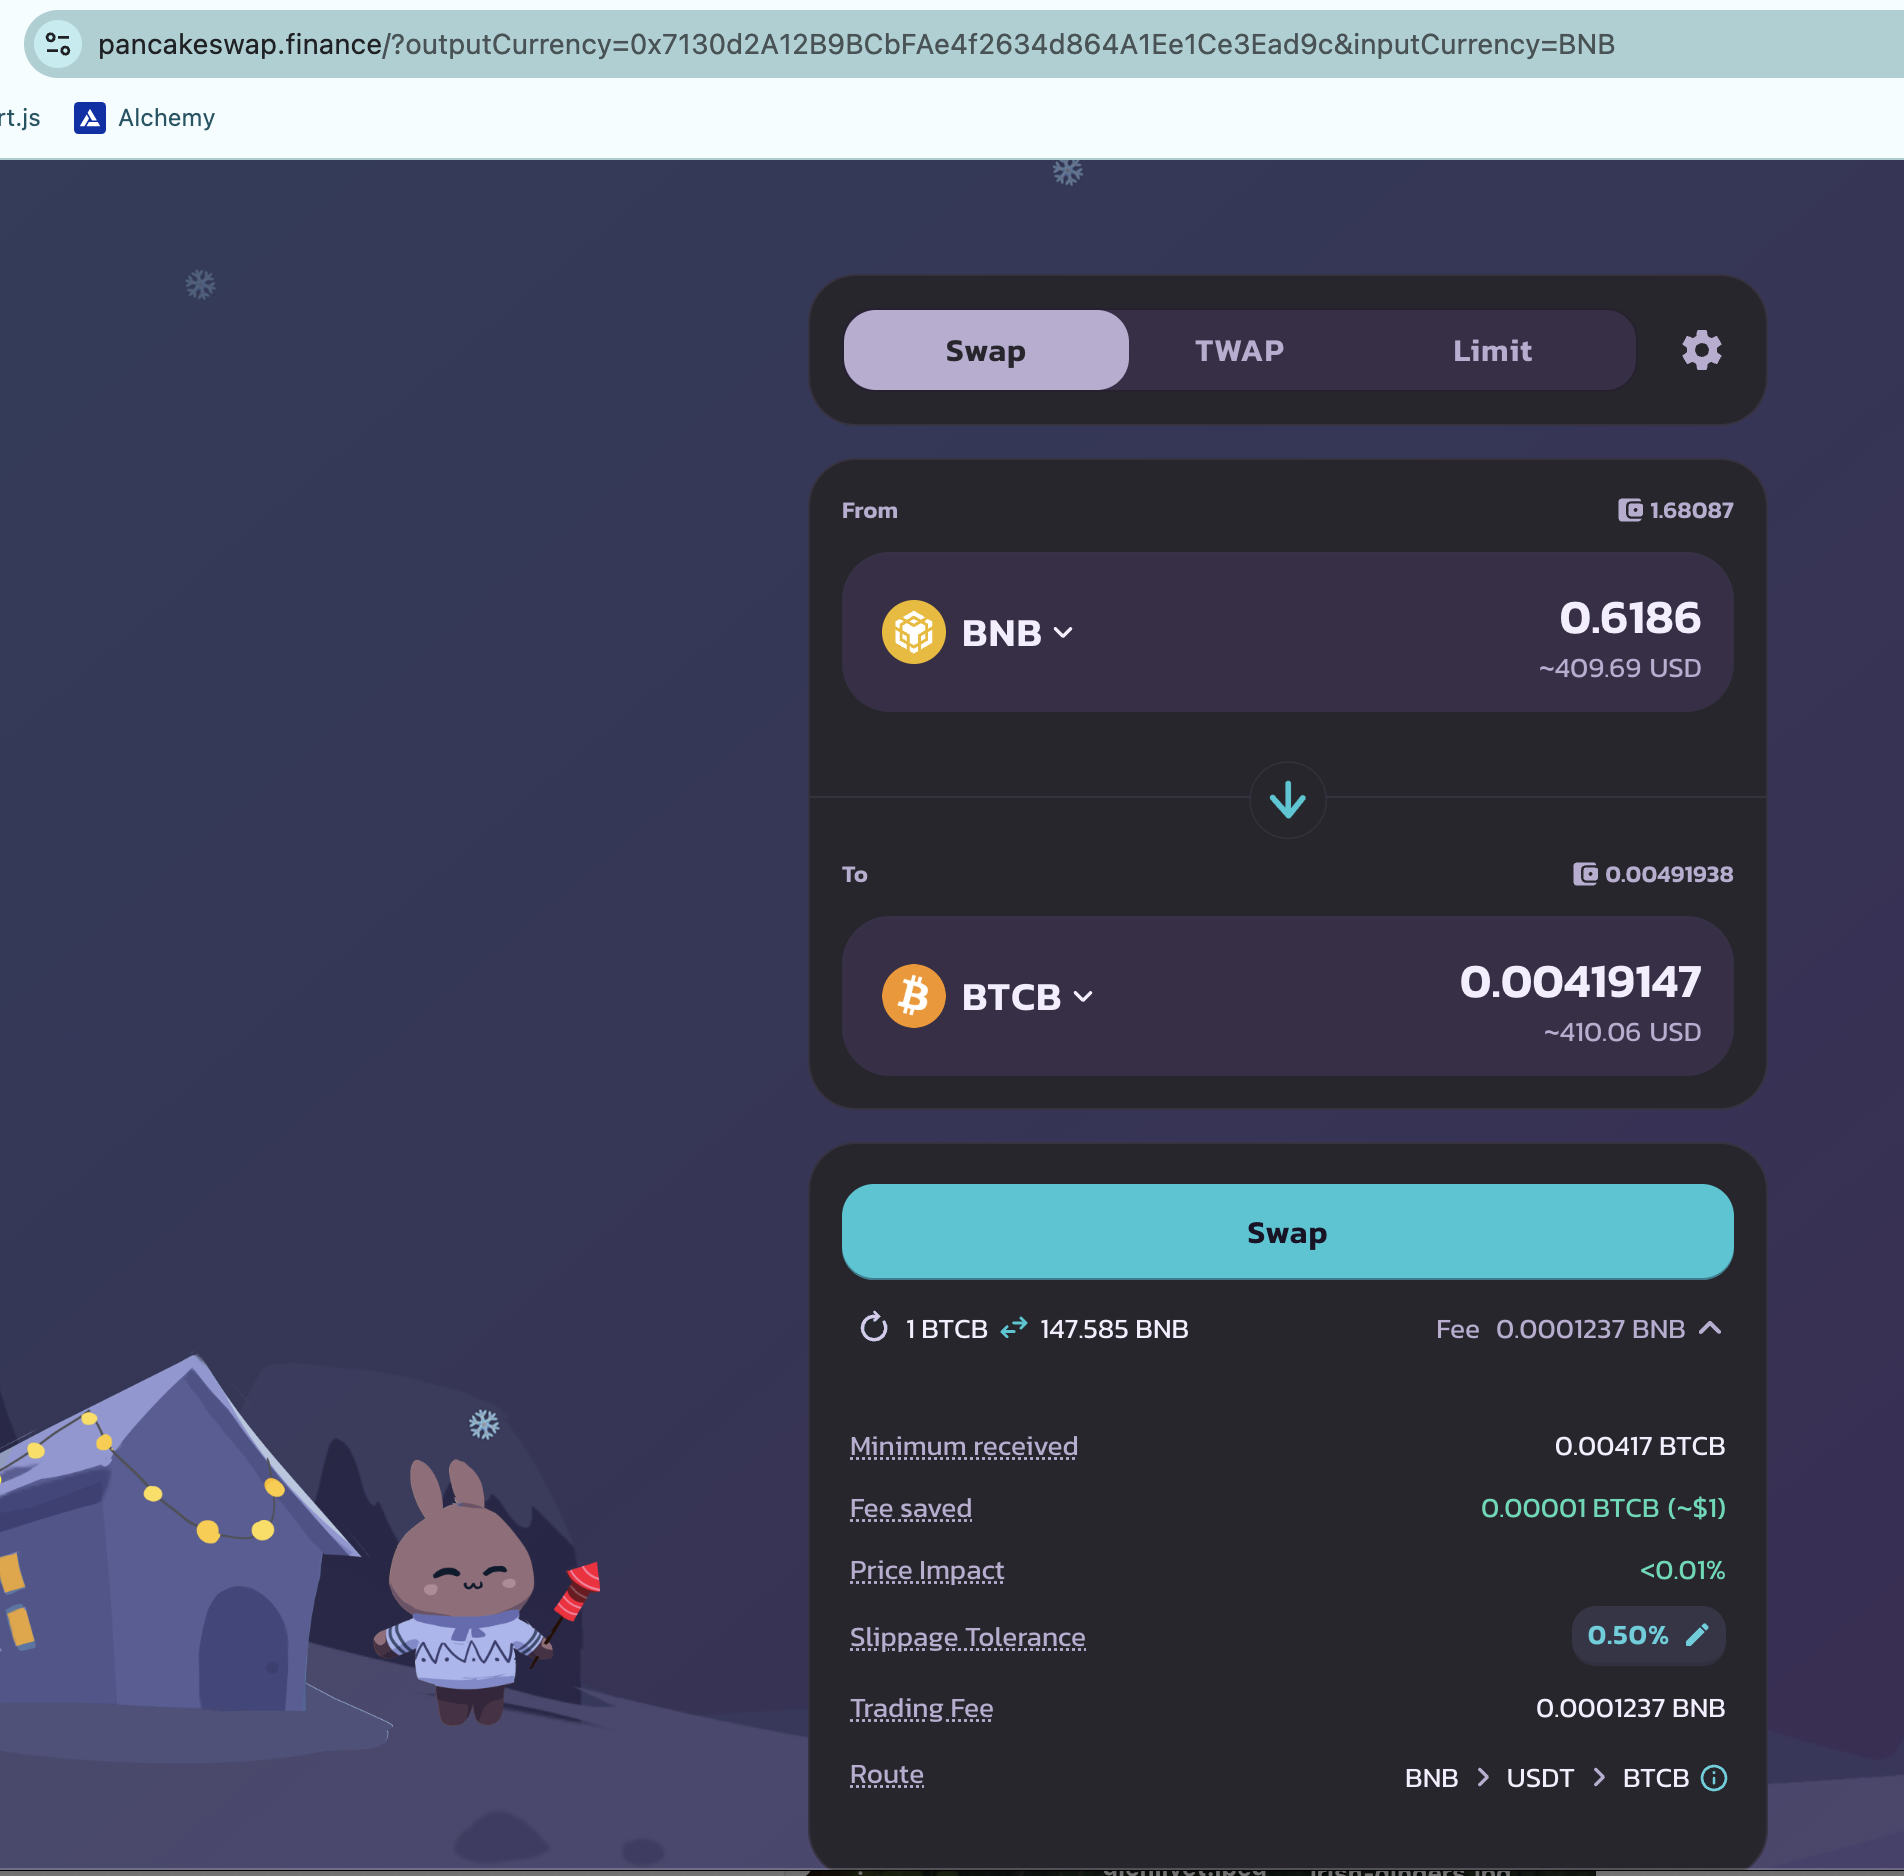 pancakeswap.finance/?outputCurrency=0x7130d2A12B9BCbFAe4f2634d864A1Ee1Ce3Ead9c&inputCurrency=BNB
rt.js Alchemy
Swap TWAP Limit
From 1.68087
BNB 0.6186
~409.69 USD
To 0.00491938
BTCB 0.00419147
~410.06 USD
Swap
1 BTCB 147.585 BNB Fee 0.0001237 BNB
Minimum received 0.00417 BTCB
Fee saved 0.00001 BTCB (~$1)
Price Impact <0.01%
Slippage Tolerance 0.50%
Trading Fee 0.0001237 BNB
Route BNB > USDT > BTCB